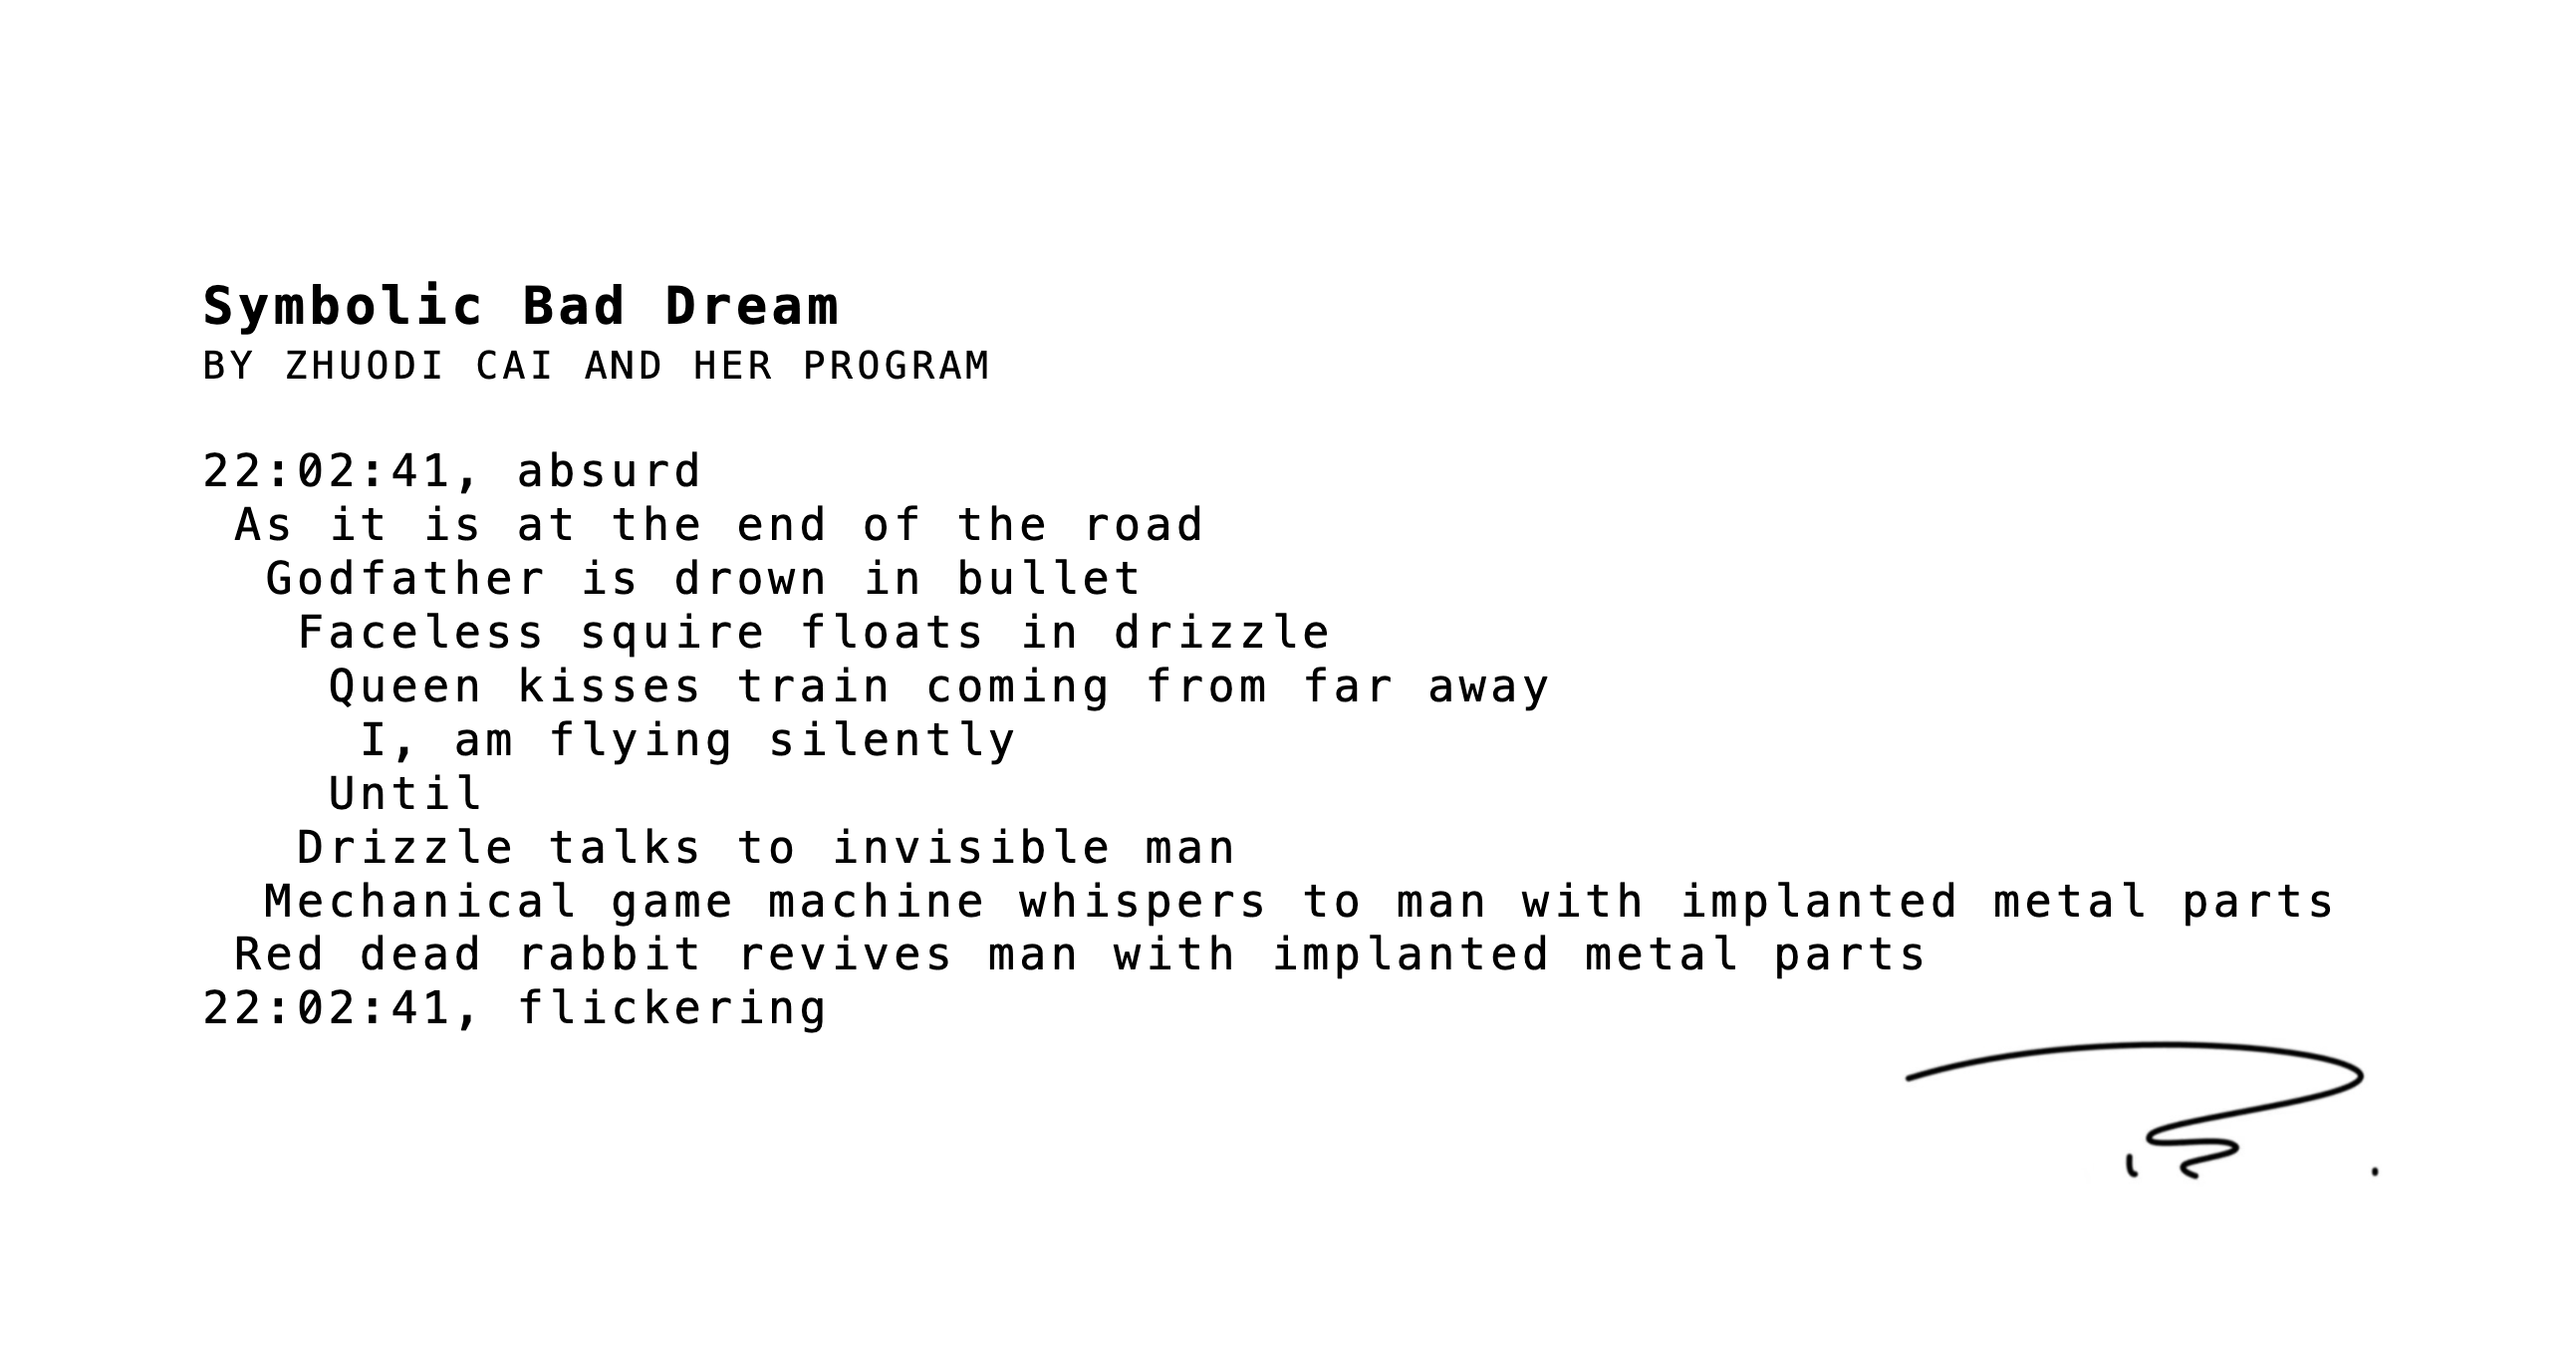 Symbolic Bad Dream
BY ZHUODI CAI AND HER PROGRAM
22:02:41, absurd
As it is at the end of the road
Godfather is drown in bullet
Faceless squire floats in drizzle
Queen kisses train coming from far away
I, am flying silently
Until
Drizzle talks to invisible man
Mechanical game machine whispers to man with implanted metal parts
Red dead rabbit revives man with implanted metal parts
22:02:41, flickering